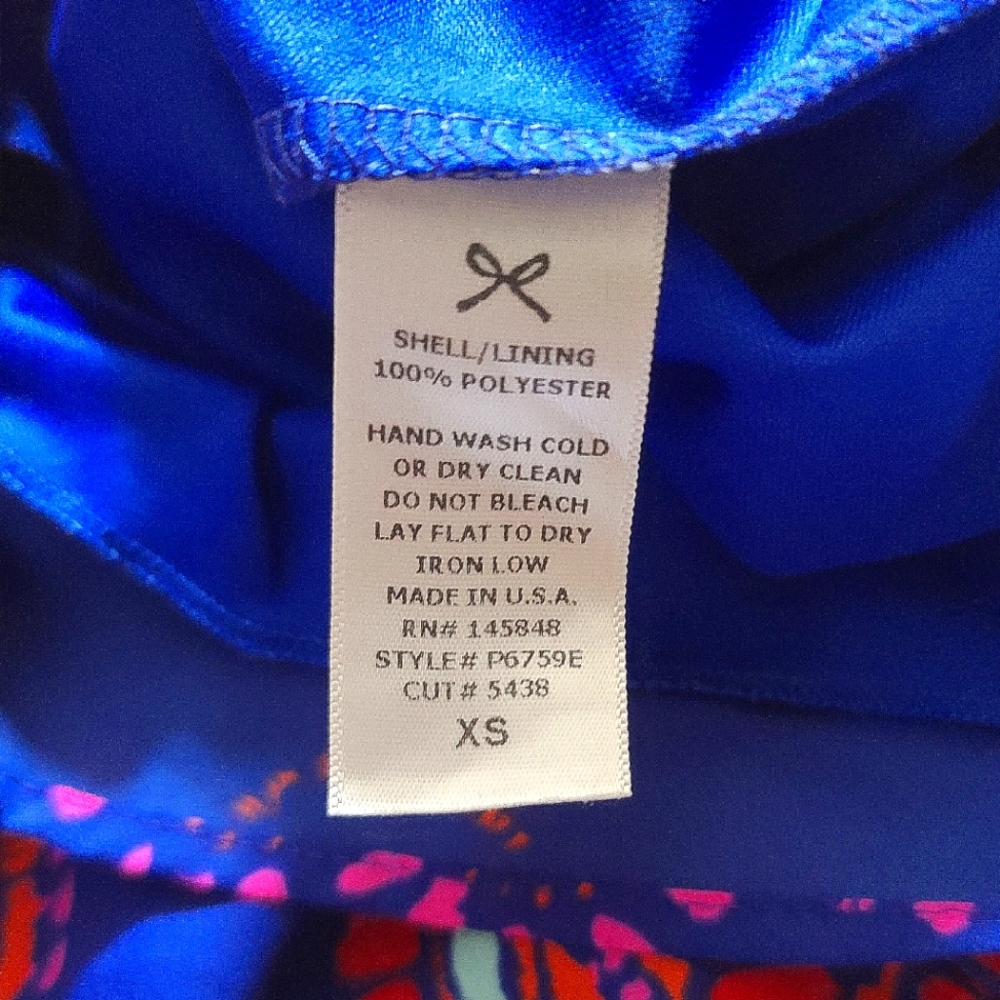 SHELL/LINING
100% POLYESTER
HAND WASH COLD
OR DRY CLEAN
DO NOT BLEACH
LAY FLAT TO DRY
IRON LOW
MADE IN U.S.A.
RN# 145848
STYLE# P6759E
CUT# 5438
XS